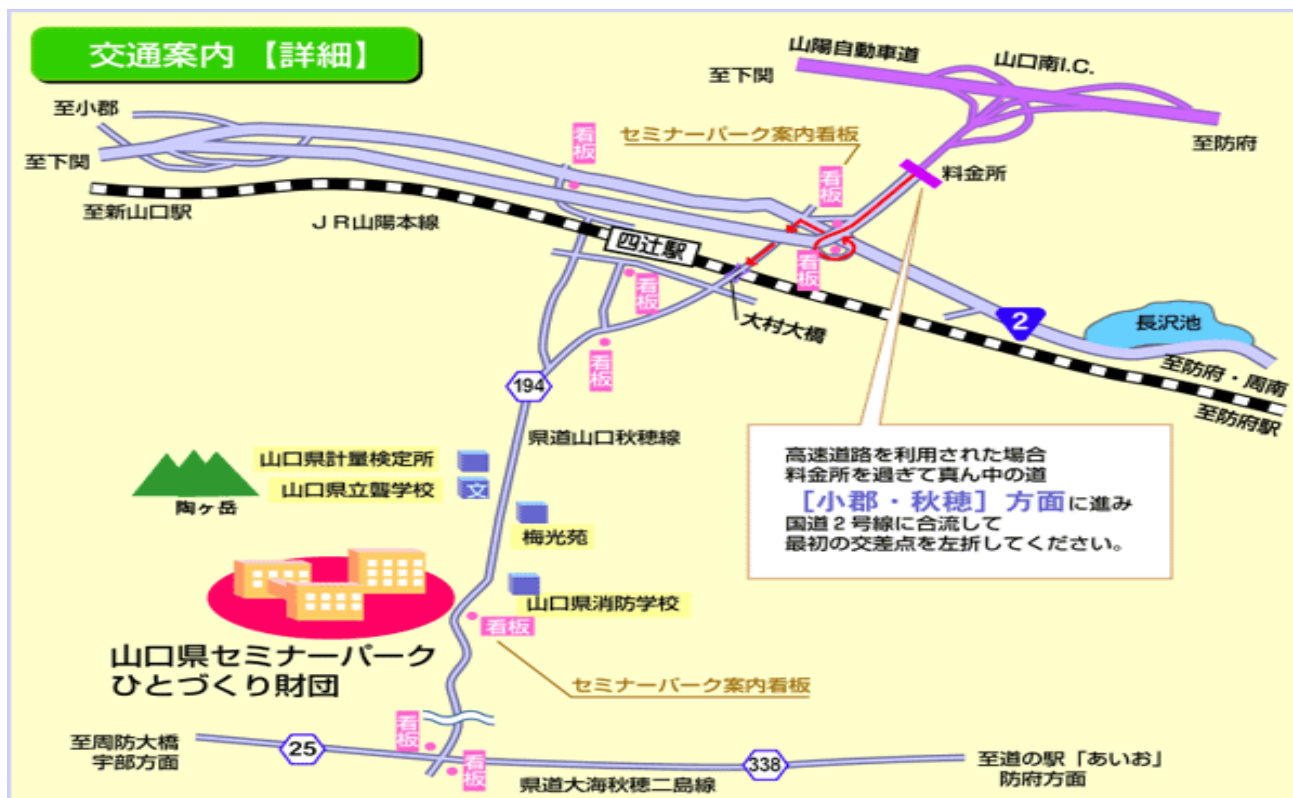 交通案内 【詳細】
山陽自動車道
山口南I.C.
至下関
至小郡
セミナーパーク案内看板
看板
至防府
至下関
看板
料金所
至新山口駅
JR山陽本線
四辻駅
看板
看板
2
長沢池
大村大橋
看板
至防府・周南
194
至防府駅
県道山口秋穂線
高速道路を利用された場合
料金所を過ぎて真ん中の道
［小郡・秋穂］方面に進み
国道2号線に合流して
最初の交差点を左折してください。
山口県計量検定所
山口県立聾学校
文
陶ヶ岳
梅光苑
山口県消防学校
看板
山口県セミナーパーク
ひとづくり財団
セミナーパーク案内看板
看板
至周防大橋
宇部方面
25
看板
338
至道の駅「あいお」
防府方面
県道大海秋穂二島線